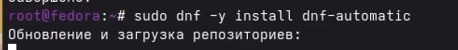 root@fedora:~# sudo dnf -y install dnf-automatic
Обновление и загрузка репозиториев: